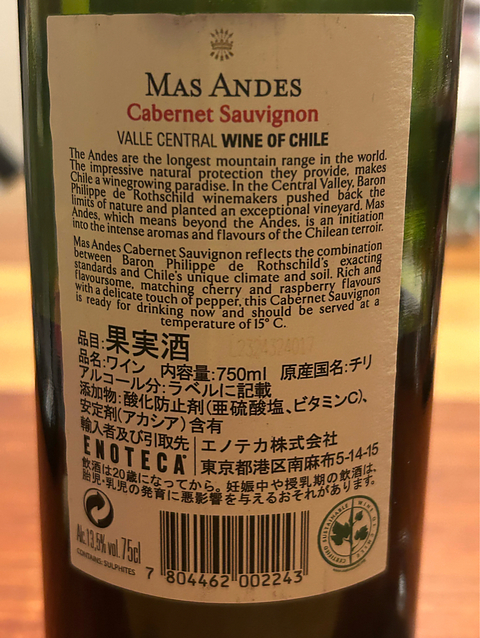 MAS ANDES
Cabernet Sauvignon
VALLE CENTRAL WINE OF CHILE
The Andes are the longest mountain range in the world.
The impressive natural protection they provide, makes
Chile a winegrowing paradise. In the Central Valley, Baron
Philippe de Rothschild winemakers pushed back the
limits of nature and planted an exceptional vineyard. Mas
Andes, which means beyond the Andes, is an initiation
into the intense aromas and flavours of the Chilean terroir.
Mas Andes Cabernet Sauvignon reflects the combination
between Baron Philippe de Rothschild's exacting
standards and Chile's unique climate and soil. Rich and
flavoursome, matching cherry and raspberry flavours
with a delicate touch of pepper, this Cabernet Sauvignon
is ready for drinking now and should be served at a
temperature of 15° C.
品目:果実酒
品名:ワイン 内容量:750ml 原産国名:チリ
アルコール分:ラベルに記載
添加物:酸化防止剤(亜硫酸塩、ビタミンC)、
安定剤(アカシア)含有
輸入者及び引取先
ENOTECA
エノテカ株式会社
東京都港区南麻布5-14-15
飲酒は20歳になってから。妊娠中や授乳期の飲酒は、
胎児・乳児の発育に悪影響を与えるおそれがあります。
Alc.13,5% vol. 75cl
CONTAINS: SULPHITES
7 804462 002243
CERTIFIED SUSTAINABLE WINE OF CHILE